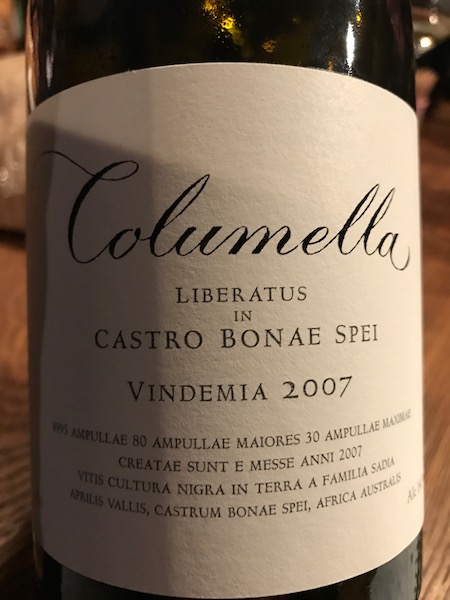 Columella
LIBERATUS
IN
CASTRO BONAE SPEI
VINDEMIA 2007
AMPULLAE 80 AMPULLAE MAIORES 30 AMPULLAE MAXIMAE
CREATAE SUNT E MESSE ANNI 2007
VITIS CULTURA NIGRA IN TERRA A FAMILIA SADIA
APRILIS VALLIS, CASTRUM BONAE SPEI, AFRICA AUSTRALIS